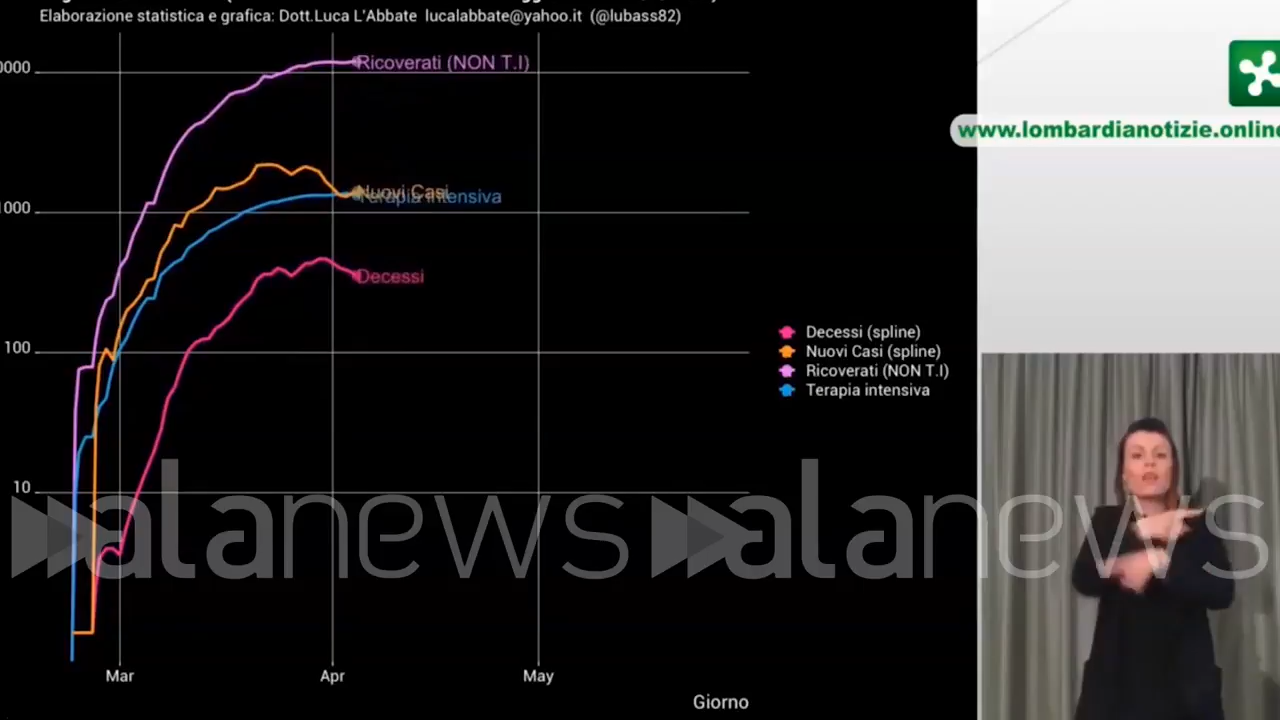 Elaborazione statistica e grafica: Dott.Luca L'Abbate lucalabbate@yahoo.it (@lubass82)
Ricoverati (NON T.I)
www.lombardianotizie.online
Nuovi Casi
Terapia intensiva
1000
Decessi
100
Decessi (spline)
Nuovi Casi (spline)
Ricoverati (NON T.I)
Terapia intensiva
10
alanews alanews
Mar Apr May
Giorno